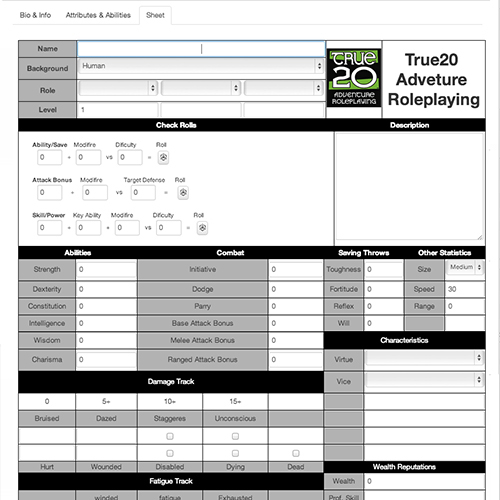 Bio & Info Attributes & Abilities Sheet
Name
Background Human
Role
Level 1
TRUE
20
ADVENTURE
ROLEPLAYING
True20
Adveture
Roleplaying
Check Rolls Description
Ability/Save Modifire Dificulty Roll
0 + 0 vs 0 =
Attack Bonus Modifire Target Defense Roll
0 + 0 vs 0 =
Skill/Power Key Ability Modifire Dificulty Roll
0 + 0 + 0 vs 0 =
Abilities Combat Saving Throws Other Statistics
Strength 0 Initiative 0 Toughness 0 Size Medium
Dexterity 0 Dodge 0 Fortitude 0 Speed 30
Constitution 0 Parry 0 Reflex 0 Range 0
Intelligence 0 Base Attack Bonus 0 Will 0
Wisdom 0 Melee Attack Bonus 0 Characteristics
Charisma 0 Ranged Attack Bonus 0 Virtue
Damage Track Vice
0 5+ 10+ 15+
Bruised Dazed Staggeres Unconscious
Hurt Wounded Disabled Dying Dead Wealth Reputations
Fatigue Track Wealth 0
winded fatigue Exhausted Prof. Skill